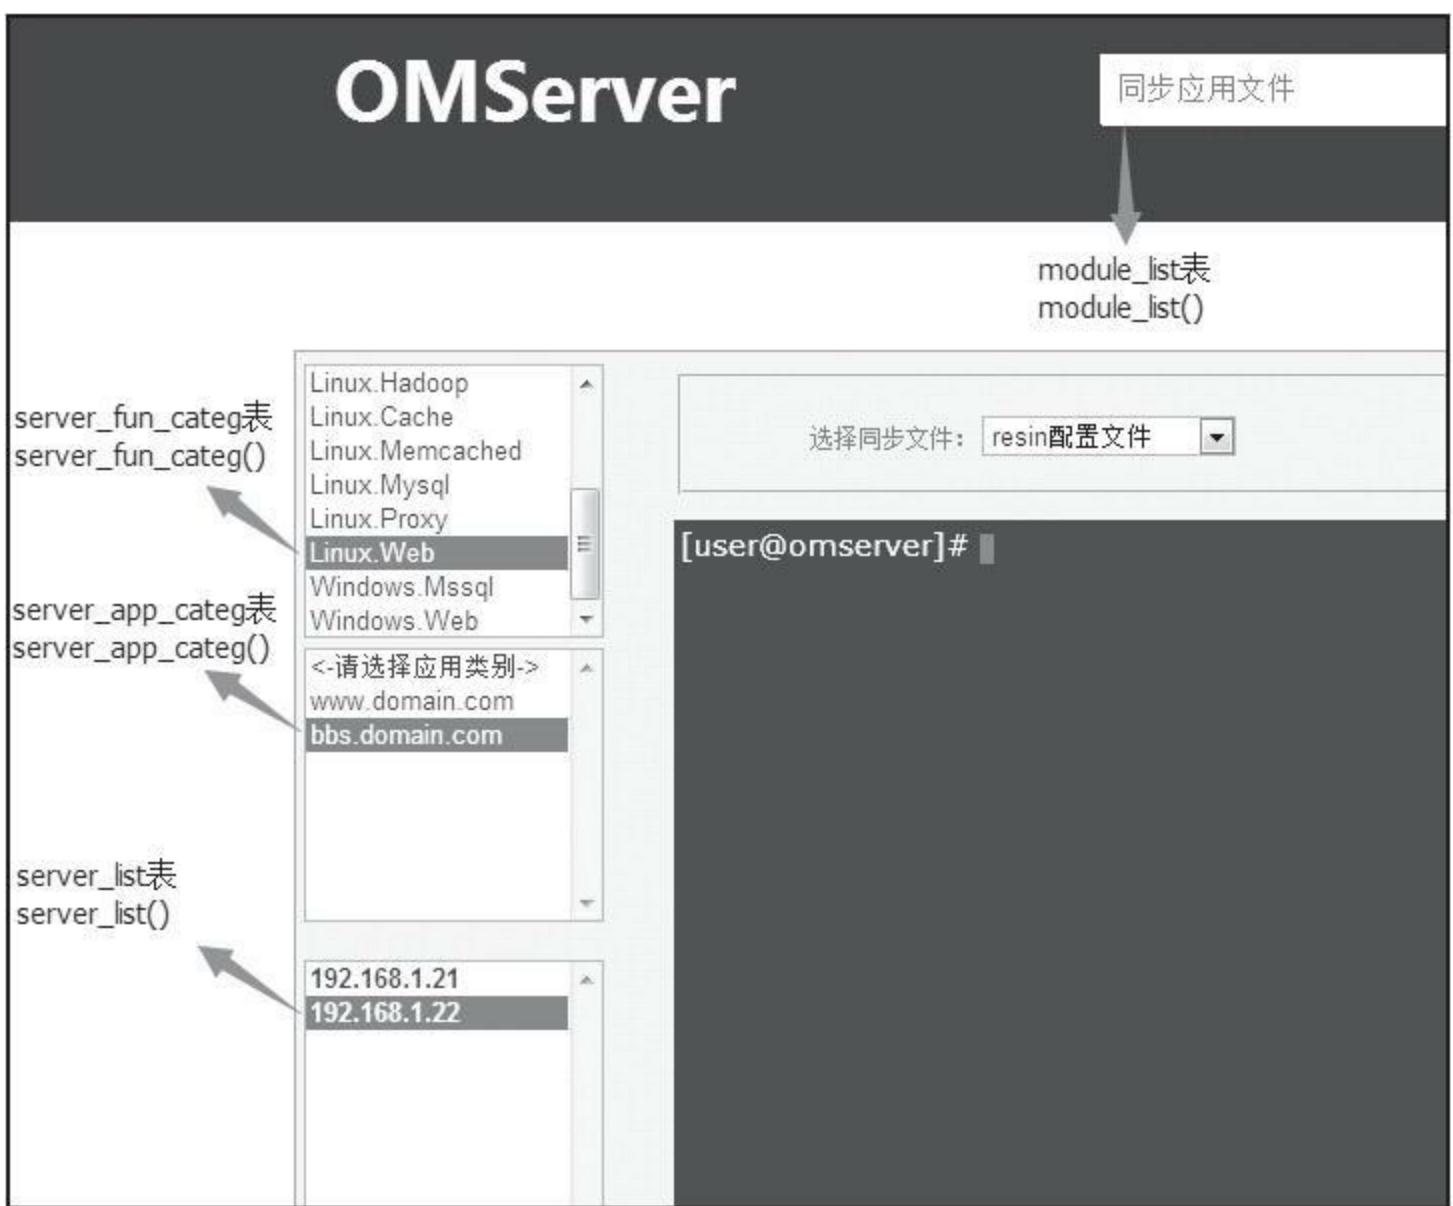 OMServer
同步应用文件
module_list表
module_list()
server_fun_categ表
server_fun_categ()
Linux.Hadoop
Linux.Cache
Linux.Memcached
Linux.Mysql
Linux.Proxy
Linux.Web
Windows.Mssql
Windows.Web
选择同步文件：
resin配置文件
[user@omserver]#
server_app_categ表
server_app_categ()
<-请选择应用类别->
www.domain.com
bbs.domain.com
server_list表
server_list()
192.168.1.21
192.168.1.22